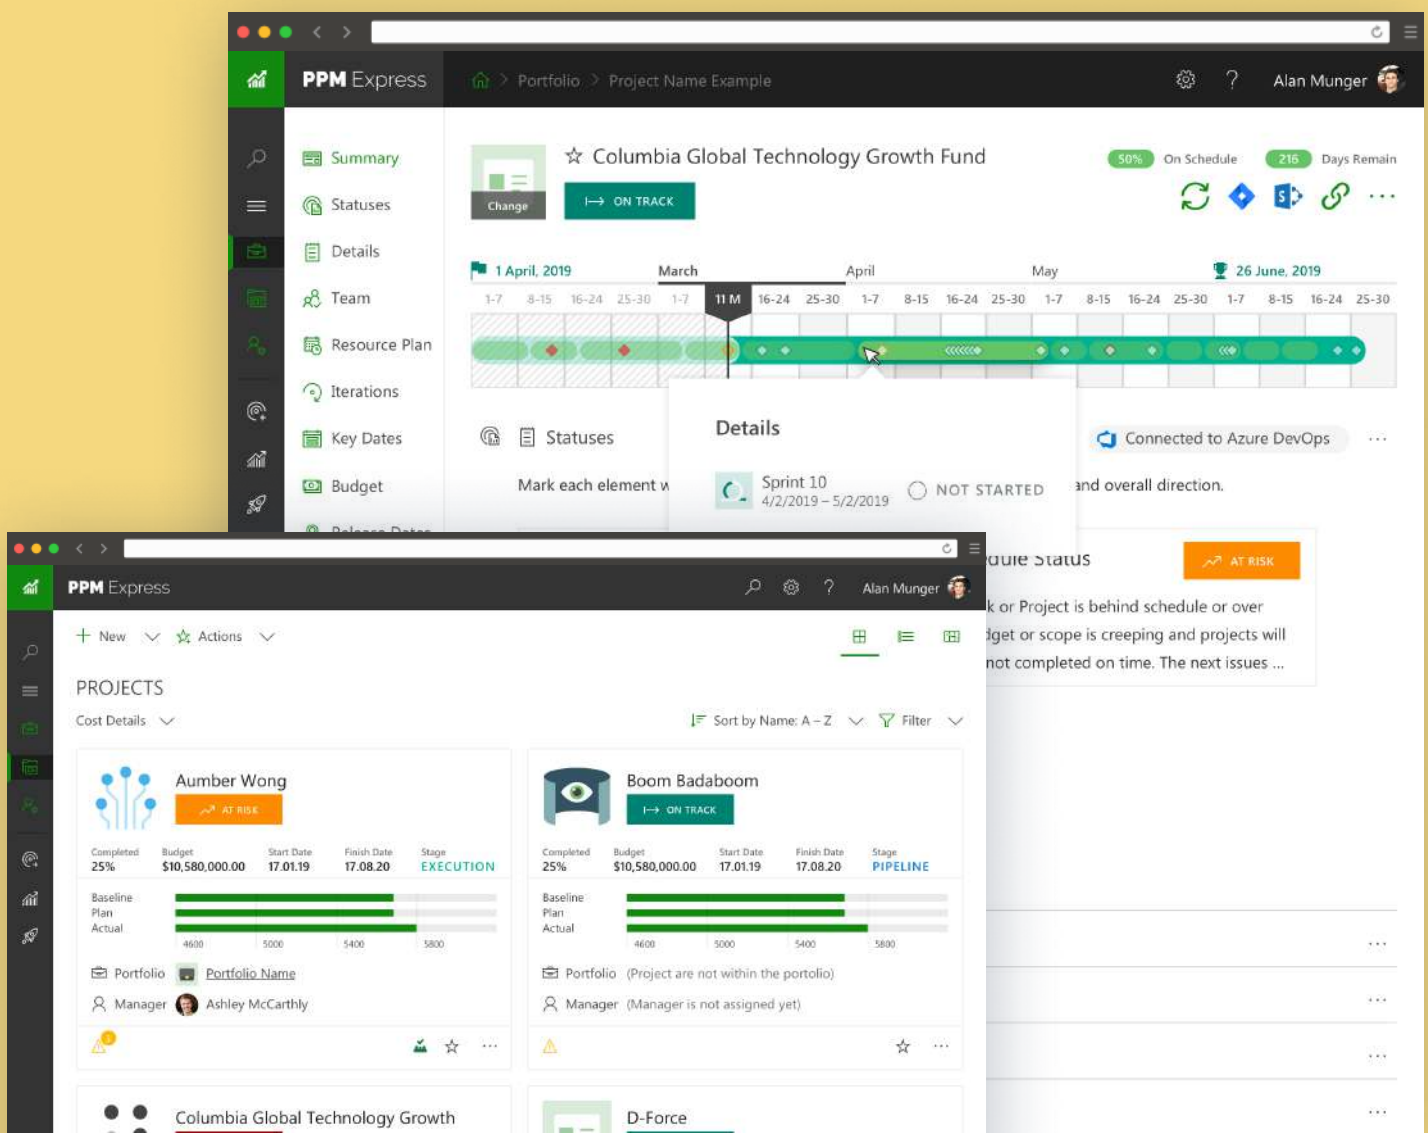 PPM Express
Portfolio > Project Name Example
? Alan Munger
Summary
Statuses
Details
Team
Resource Plan
Iterations
Key Dates
Budget
Release Dates
Change
Columbia Global Technology Growth Fund
ON TRACK
50% On Schedule 216 Days Remain
S
1 April, 2019 March April May 26 June, 2019
1-7 8-15 16-24 25-30 1-7 11 M 16-24 25-30 1-7 8-15 16-24 25-30 1-7 8-15 16-24 25-30 1-7 8-15 16-24 25-30
Statuses
Connected to Azure DevOps ...
Mark each element w
and overall direction.
Details
Sprint 10
4/2/2019 – 5/2/2019
NOT STARTED
dule Status
AT RISK
k or Project is behind schedule or over
dget or scope is creeping and projects will
not completed on time. The next issues ...
PPM Express
? Alan Munger
New Actions
PROJECTS
Cost Details
Sort by Name: A – Z Filter
Aumber Wong
AT RISK
Completed Budget Start Date Finish Date Stage
25% $10,580,000.00 17.01.19 17.08.20 EXECUTION
Baseline
Plan
Actual
4600 5000 5400 5800
Portfolio Portfolio Name
Manager Ashley McCarthly
Boom Badaboom
ON TRACK
Completed Budget Start Date Finish Date Stage
25% $10,580,000.00 17.01.19 17.08.20 PIPELINE
Baseline
Plan
Actual
4600 5000 5400 5800
Portfolio (Project are not within the portolio)
Manager (Manager is not assigned yet)
Columbia Global Technology Growth
D-Force